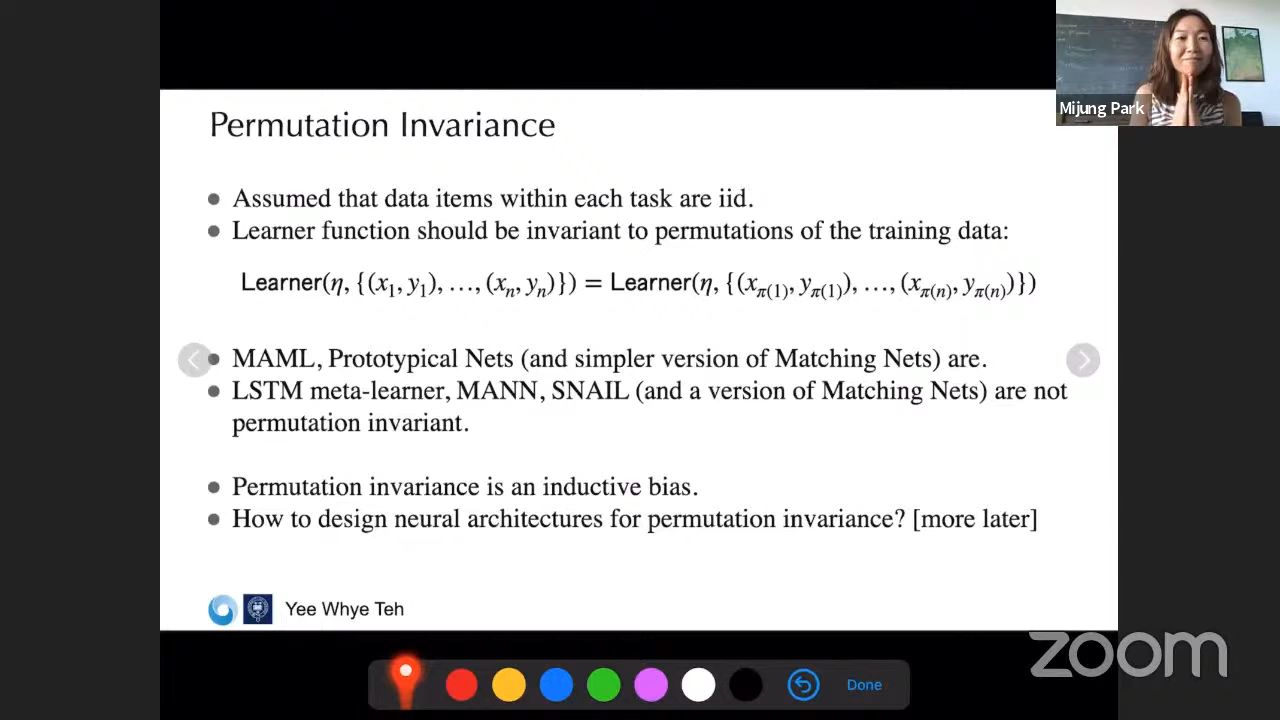 Mijung Park
Permutation Invariance
Assumed that data items within each task are iid.
Learner function should be invariant to permutations of the training data:
Learner(η, {(x₁, y₁), …, (xₙ, yₙ)}) = Learner(η, {(x_π(1), y_π(1)), …, (x_π(n), y_π(n))})
MAML, Prototypical Nets (and simpler version of Matching Nets) are.
LSTM meta-learner, MANN, SNAIL (and a version of Matching Nets) are not
permutation invariant.
Permutation invariance is an inductive bias.
How to design neural architectures for permutation invariance? [more later]
Yee Whye Teh
zoom
Done